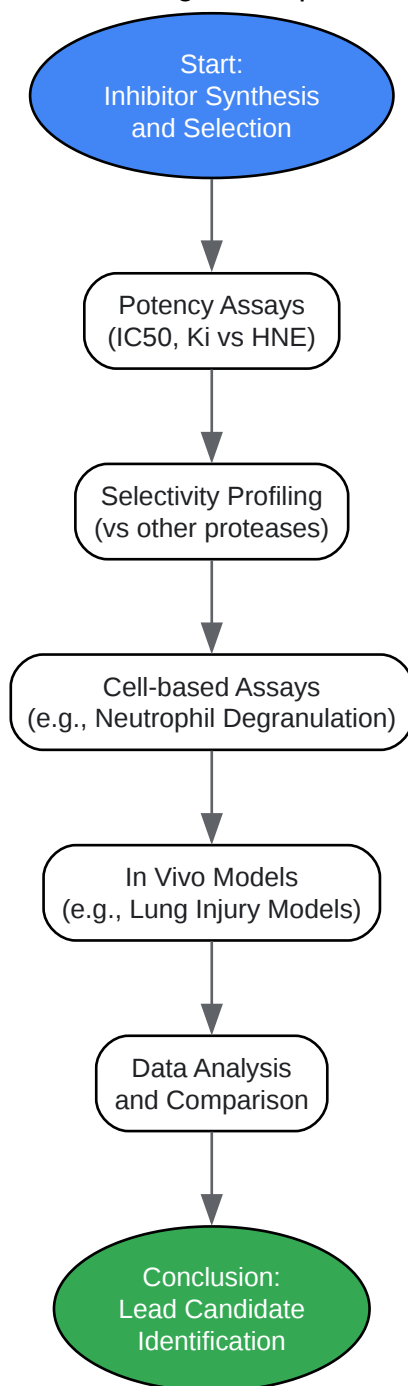 Start:
Inhibitor Synthesis
and Selection
Potency Assays
(IC50, Ki vs HNE)
Selectivity Profiling
(vs other proteases)
Cell-based Assays
(e.g., Neutrophil Degranulation)
In Vivo Models
(e.g., Lung Injury Models)
Data Analysis
and Comparison
Conclusion:
Lead Candidate
Identification